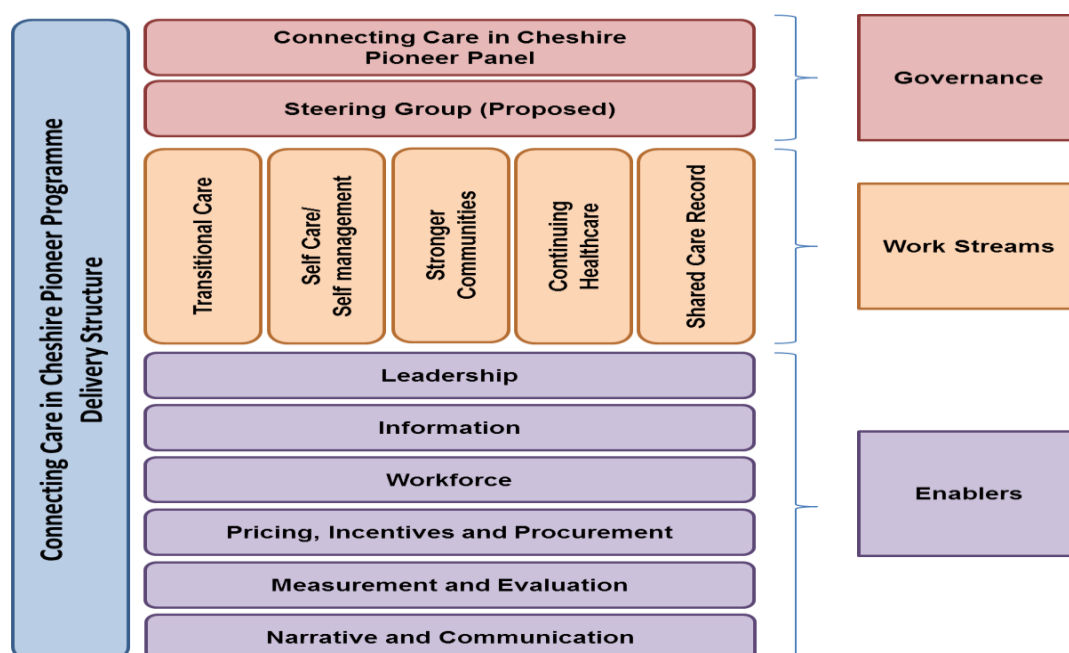 Connecting Care in Cheshire Pioneer Programme
Delivery Structure
Connecting Care in Cheshire
Pioneer Panel
Steering Group (Proposed)
Governance
Transitional Care
Self Care/
Self management
Stronger
Communities
Continuing
Healthcare
Shared Care Record
Work Streams
Leadership
Information
Workforce
Pricing, Incentives and Procurement
Measurement and Evaluation
Narrative and Communication
Enablers